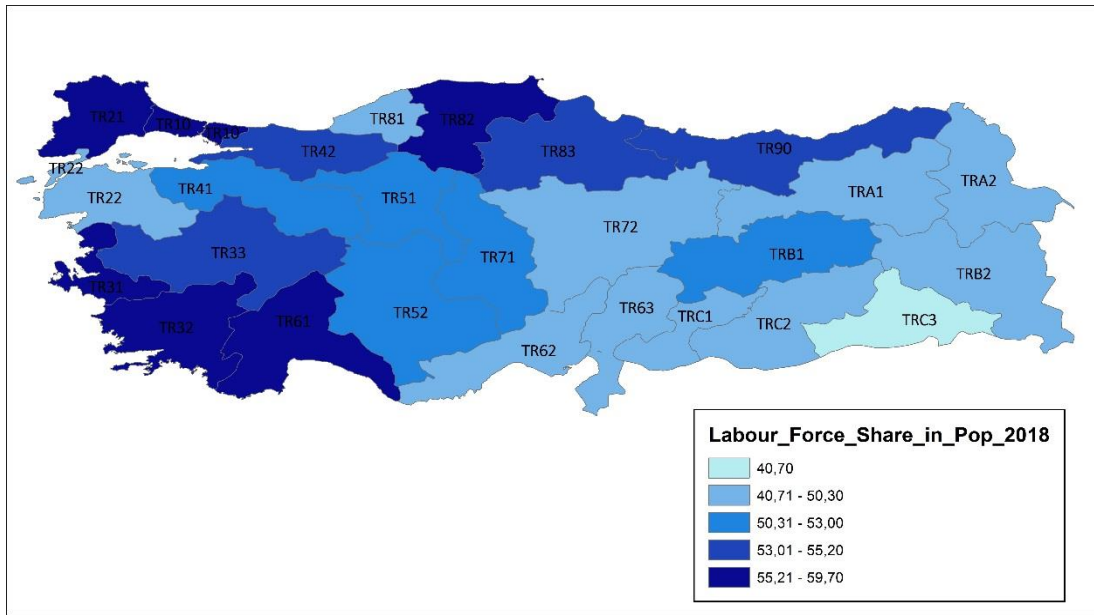 TR21
TR10
TR10
TR81
TR82
TR42
TR83
TR90
TR22
TR22
TR41
TR51
TRA1
TRA2
TR72
TR33
TR71
TRB1
TRB2
TR31
TR32
TR61
TR52
TR63
TRC1
TRC2
TRC3
TR62
Labour_Force_Share_in_Pop_2018
40,70
40,71 - 50,30
50,31 - 53,00
53,01 - 55,20
55,21 - 59,70